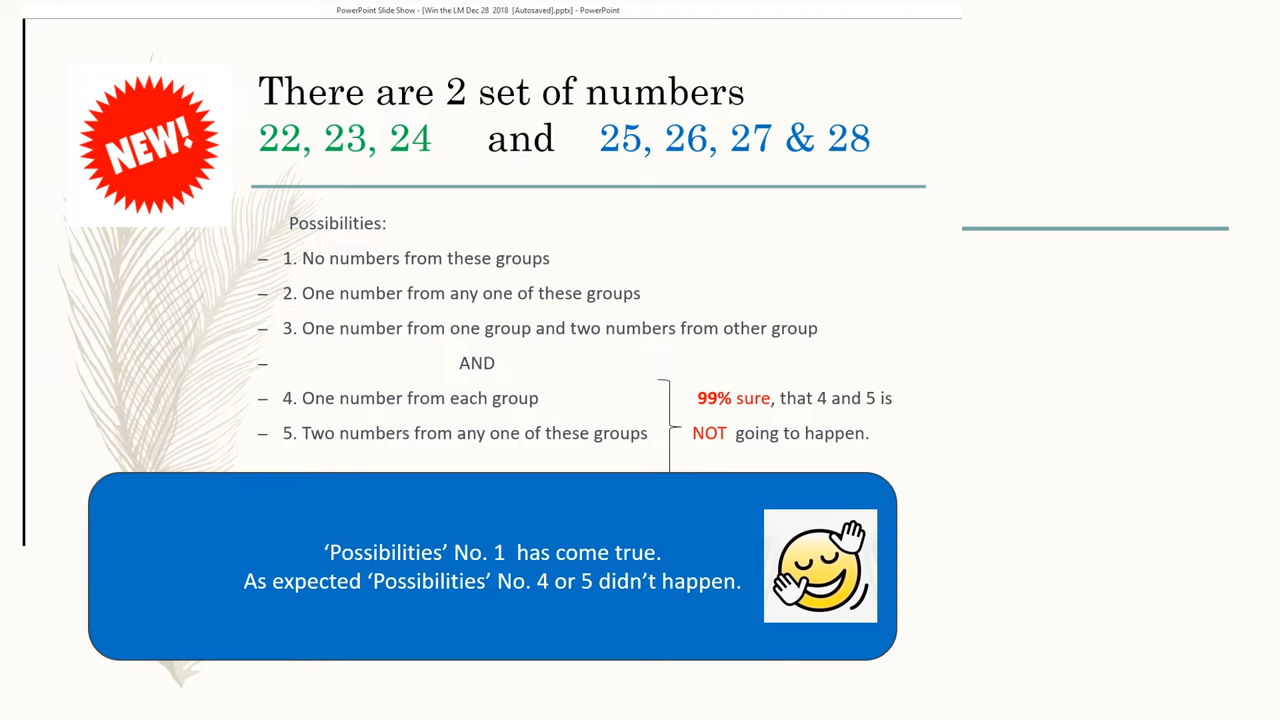 PowerPoint Slide Show - [Win the LM Dec 28 2018 [Autosaved].pptx] - PowerPoint
NEW!
There are 2 set of numbers
22, 23, 24 and 25, 26, 27 & 28
Possibilities:
– 1. No numbers from these groups
– 2. One number from any one of these groups
– 3. One number from one group and two numbers from other group
– AND
– 4. One number from each group
99% sure, that 4 and 5 is
– 5. Two numbers from any one of these groups
NOT going to happen.
‘Possibilities’ No. 1 has come true.
As expected ‘Possibilities’ No. 4 or 5 didn’t happen.